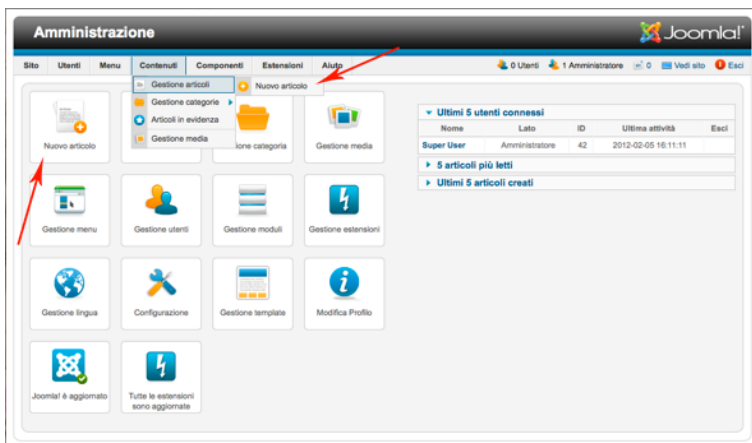 Amministrazione
Joomla!
Sito Utenti Menu Contenuti Componenti Estensioni Aiuto 0 Utenti 1 Amministratore 0 Vedi sito Esci
Gestione articoli Nuovo articolo
Gestione categorie
Articoli in evidenza
Gestione media
Nuovo articolo ione categoria Gestione media
Ultimi 5 utenti connessi
Nome Lato ID Ultima attività Esci
Super User Amministratore 42 2012-02-05 16:11:11
5 articoli più letti
Ultimi 5 articoli creati
Gestione menu Gestione utenti Gestione moduli Gestione estensioni
Gestione lingua Configurazione Gestione template Modifica Profilo
Joomla! è aggiornato Tutte le estensioni
sono aggiornate